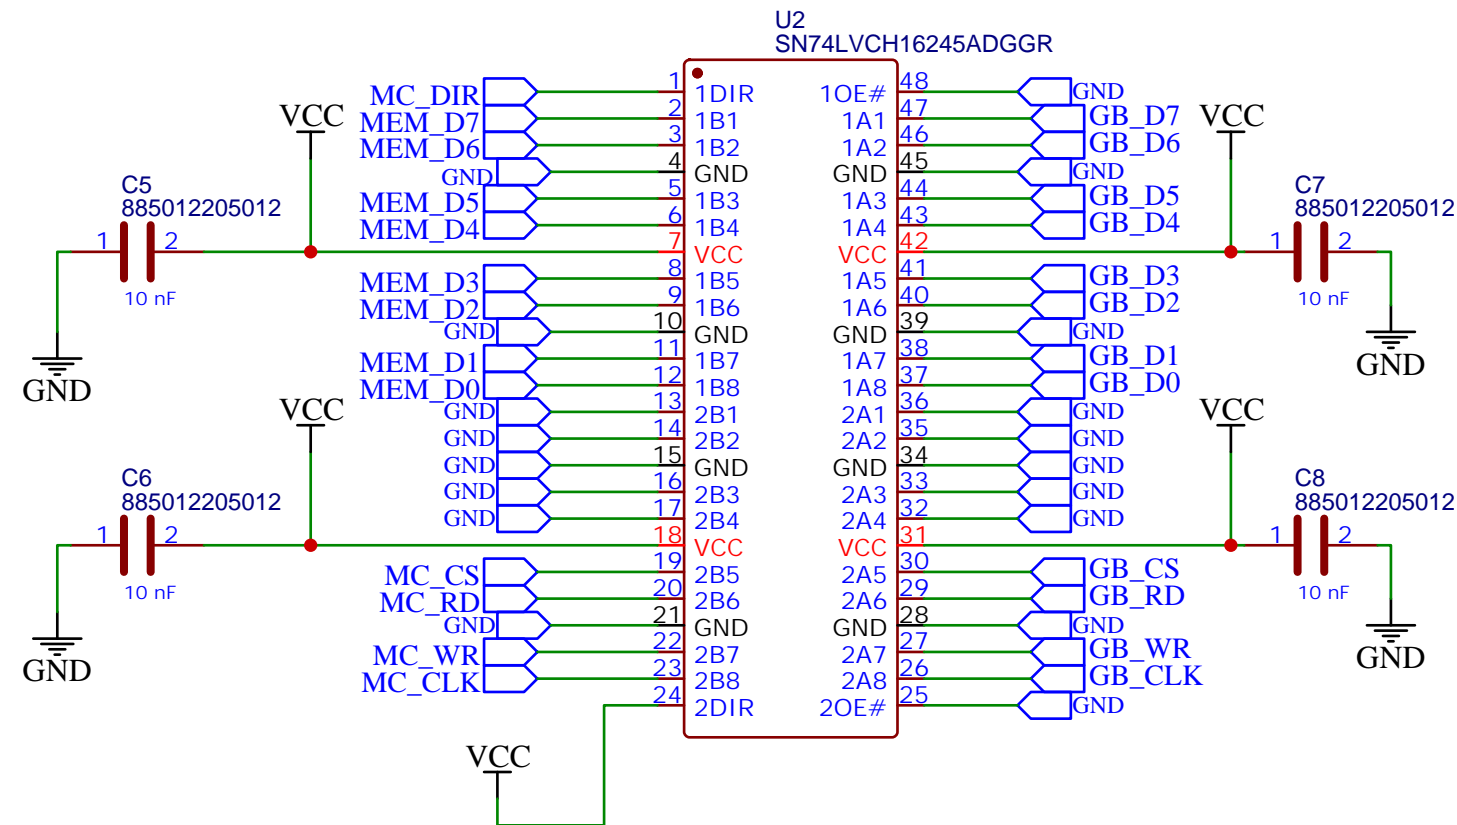 U2
SN74LVCH16245ADGGR
MC_DIR 1 1DIR 1OE# 48 GND
VCC MEM_D7 2 1B1 1A1 47 GB_D7 VCC
MEM_D6 3 1B2 1A2 46 GB_D6
GND 4 GND GND 45 GND
C5 MEM_D5 5 1B3 1A3 44 GB_D5 C7
885012205012 MEM_D4 6 1B4 1A4 43 GB_D4 885012205012
1 2 7 VCC VCC 42 1 2
10 nF MEM_D3 8 1B5 1A5 41 GB_D3 10 nF
MEM_D2 9 1B6 1A6 40 GB_D2
GND 10 GND GND 39 GND
MEM_D1 11 1B7 1A7 38 GB_D1
GND MEM_D0 12 1B8 1A8 37 GB_D0 GND
VCC GND 13 2B1 2A1 36 GND VCC
GND 14 2B2 2A2 35 GND
GND 15 GND GND 34 GND
C6 GND 16 2B3 2A3 33 GND C8
885012205012 GND 17 2B4 2A4 32 GND 885012205012
1 2 18 VCC VCC 31 1 2
MC_CS 19 2B5 2A5 30 GB_CS
10 nF MC_RD 20 2B6 2A6 29 GB_RD 10 nF
GND 21 GND GND 28 GND
GND MC_WR 22 2B7 2A7 27 GB_WR GND
MC_CLK 23 2B8 2A8 26 GB_CLK
24 2DIR 2OE# 25 GND
VCC